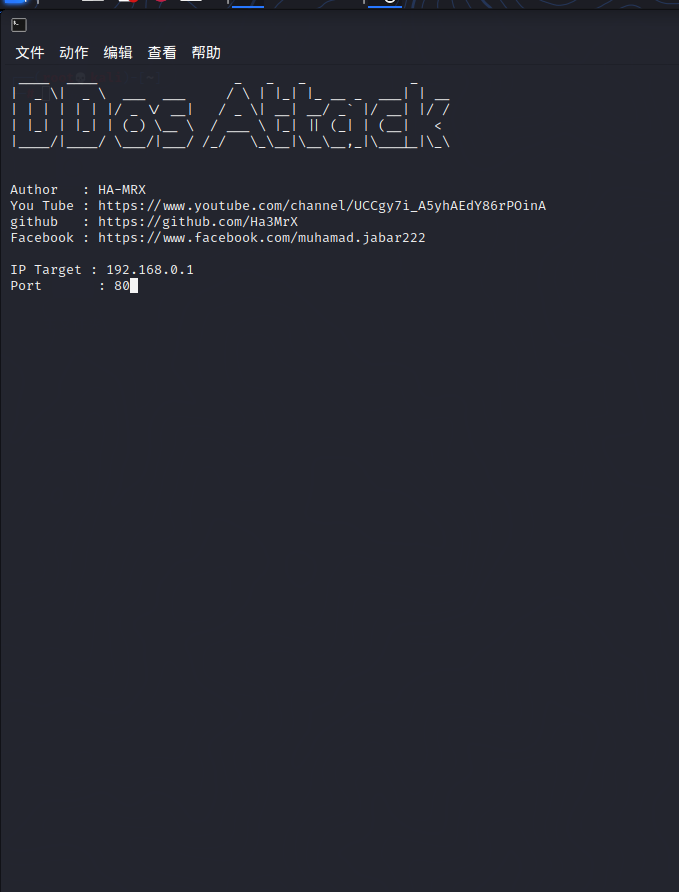 文件 动作 编辑 查看 帮助
DDos Attack
Author   : HA-MRX
You Tube : https://www.youtube.com/channel/UCCgy7i_A5yhAEdY86rPOinA
github   : https://github.com/Ha3MrX
Facebook : https://www.facebook.com/muhamad.jabar222
IP Target : 192.168.0.1
Port       : 80